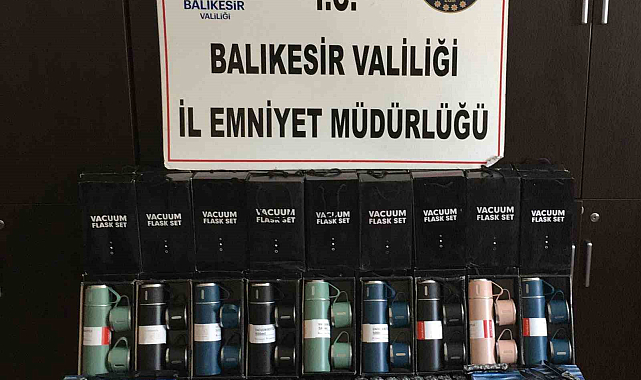 BALIKESİR
VALİLİĞİ
T.C.
BALIKESİR VALİLİĞİ
İL EMNİYET MÜDÜRLÜĞÜ
VACUUM
FLASK SET
VACUUM
FLASK SET
VACUUM
FLASK SET
VACUUM
FLASK SET
VACUUM
FLASK SET
VACUUM
FLASK SET
VACUUM
FLASK SET
VACUUM
FLASK SET
VACUUM
FLASK SET